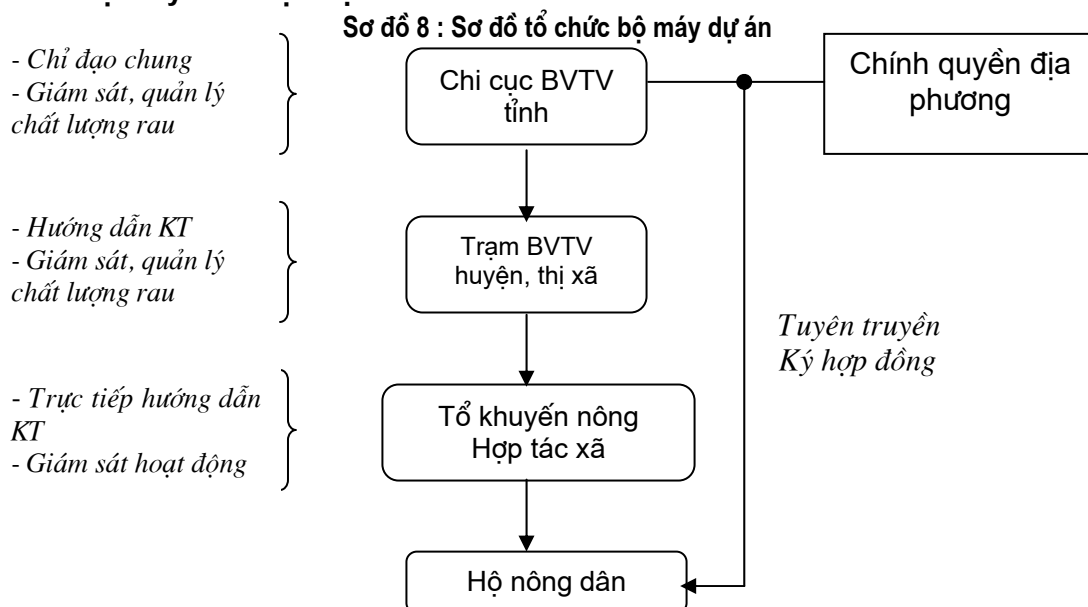 Sơ đồ 8 : Sơ đồ tổ chức bộ máy dự án
- Chỉ đạo chung
- Giám sát, quản lý
chất lượng rau
Chi cục BVTV
tỉnh
Chính quyền địa
phương
- Hướng dẫn KT
- Giám sát, quản lý
chất lượng rau
Trạm BVTV
huyện, thị xã
Tuyên truyền
Ký hợp đồng
- Trực tiếp hướng dẫn
KT
- Giám sát hoạt động
Tổ khuyến nông
Hợp tác xã
Hộ nông dân